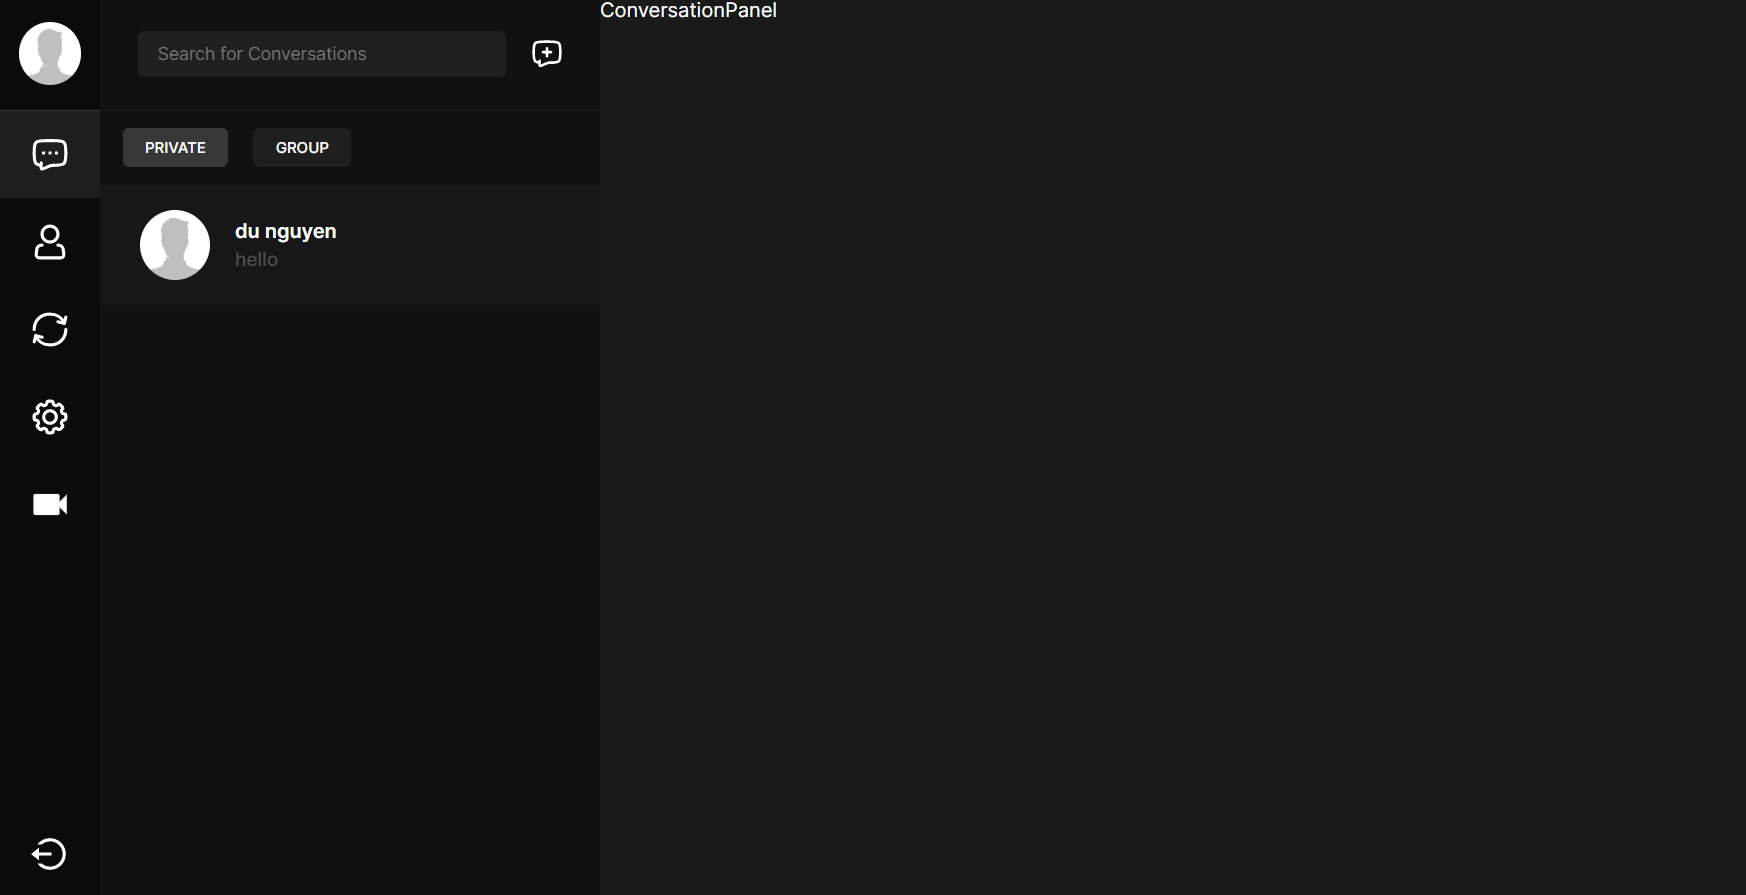 ConversationPanel
Search for Conversations
PRIVATE
GROUP
du nguyen
hello